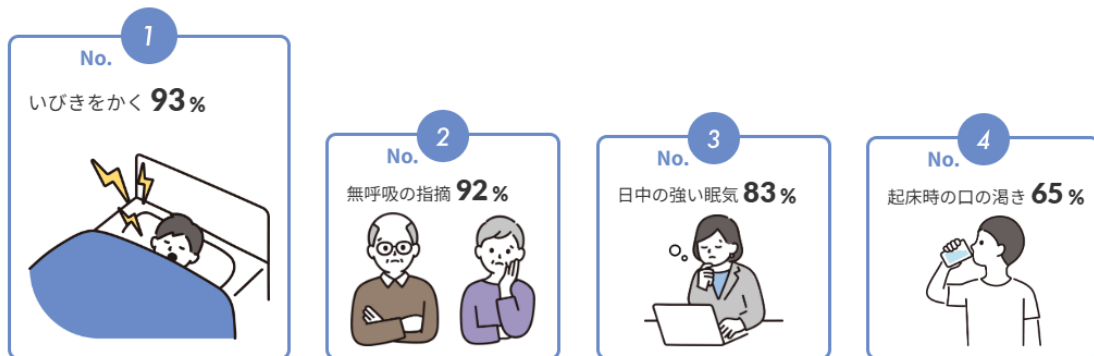 No. 1
いびきをかく 93%
No. 2
無呼吸の指摘 92%
No. 3
日中の強い眠気 83%
No. 4
起床時の口の渇き 65%